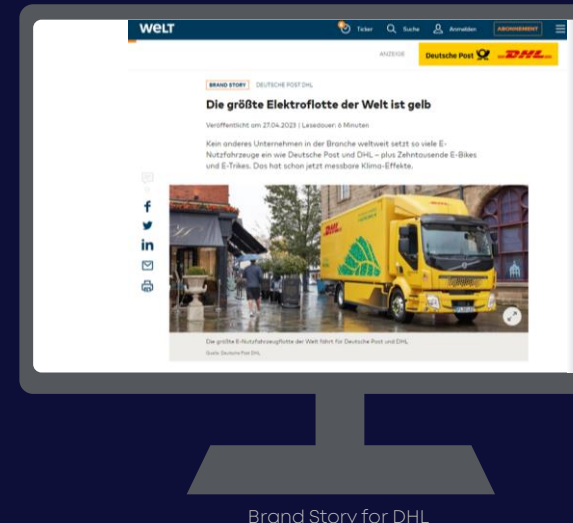 WELT
Ticker Suche Anmelden ABONNEMENT
ANZEIGE Deutsche Post DHL
BRAND STORY DEUTSCHE POST DHL
Die größte Elektroflotte der Welt ist gelb
Veröffentlicht am 27.04.2023 | Lesedauer: 6 Minuten
Kein anderes Unternehmen in der Branche weltweit setzt so viele E-
Nutzfahrzeuge ein wie Deutsche Post und DHL – plus Zehntausende E-Bikes
und E-Trikes. Das hat schon jetzt messbare Klima-Effekte.
DHL
Die größte E-Nutzfahrzeugflotte der Welt fährt für Deutsche Post und DHL
Quelle: Deutsche Post DHL
Brand Story for DHL